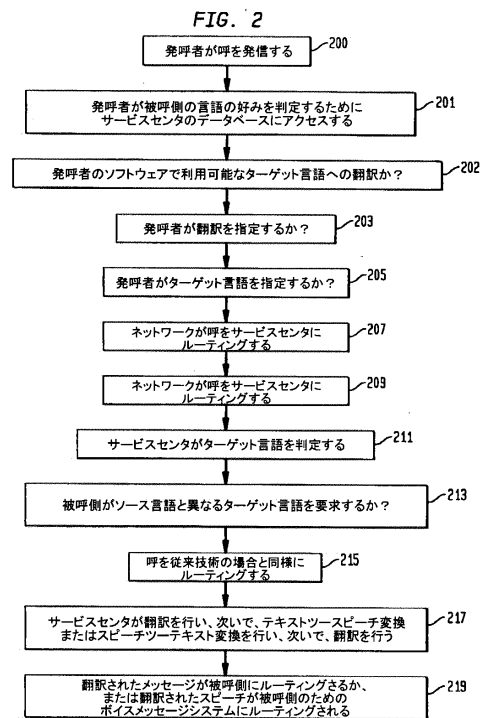 FIG. 2
発呼者が呼を発信する
200
発呼者が被呼側の言語の好みを判定するために
サービスセンタのデータベースにアクセスする
201
発呼者のソフトウェアで利用可能なターゲット言語への翻訳か？
202
発呼者が翻訳を指定するか？
203
発呼者がターゲット言語を指定するか？
205
ネットワークが呼をサービスセンタに
ルーティングする
207
ネットワークが呼をサービスセンタに
ルーティングする
209
サービスセンタがターゲット言語を判定する
211
被呼側がソース言語と異なるターゲット言語を要求するか？
213
呼を従来技術の場合と同様に
ルーティングする
215
サービスセンタが翻訳を行い、次いで、テキストツースピーチ変換
またはスピーチツーテキスト変換を行い、次いで、翻訳を行う
217
翻訳されたメッセージが被呼側にルーティングさるか、
または翻訳されたスピーチが被呼側のための
ボイスメッセージシステムにルーティングされる
219